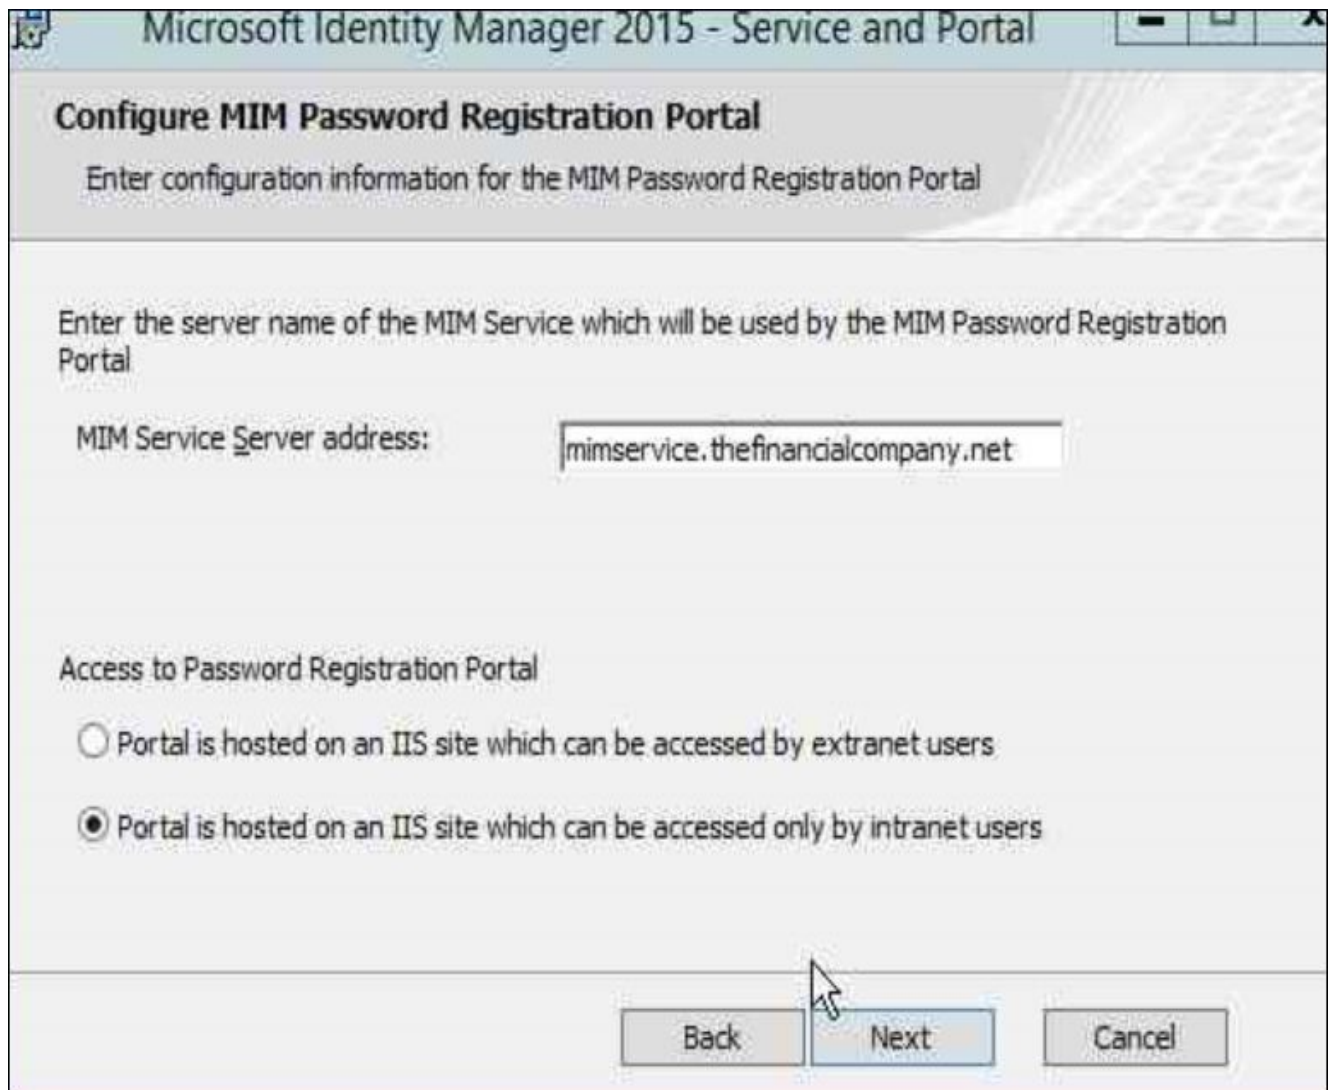 Microsoft Identity Manager 2015 - Service and Portal
Configure MIM Password Registration Portal
Enter configuration information for the MIM Password Registration Portal
Enter the server name of the MIM Service which will be used by the MIM Password Registration
Portal
MIM Service Server address:
mimservice.thefinancialcompany.net
Access to Password Registration Portal
Portal is hosted on an IIS site which can be accessed by extranet users
Portal is hosted on an IIS site which can be accessed only by intranet users
Back
Next
Cancel